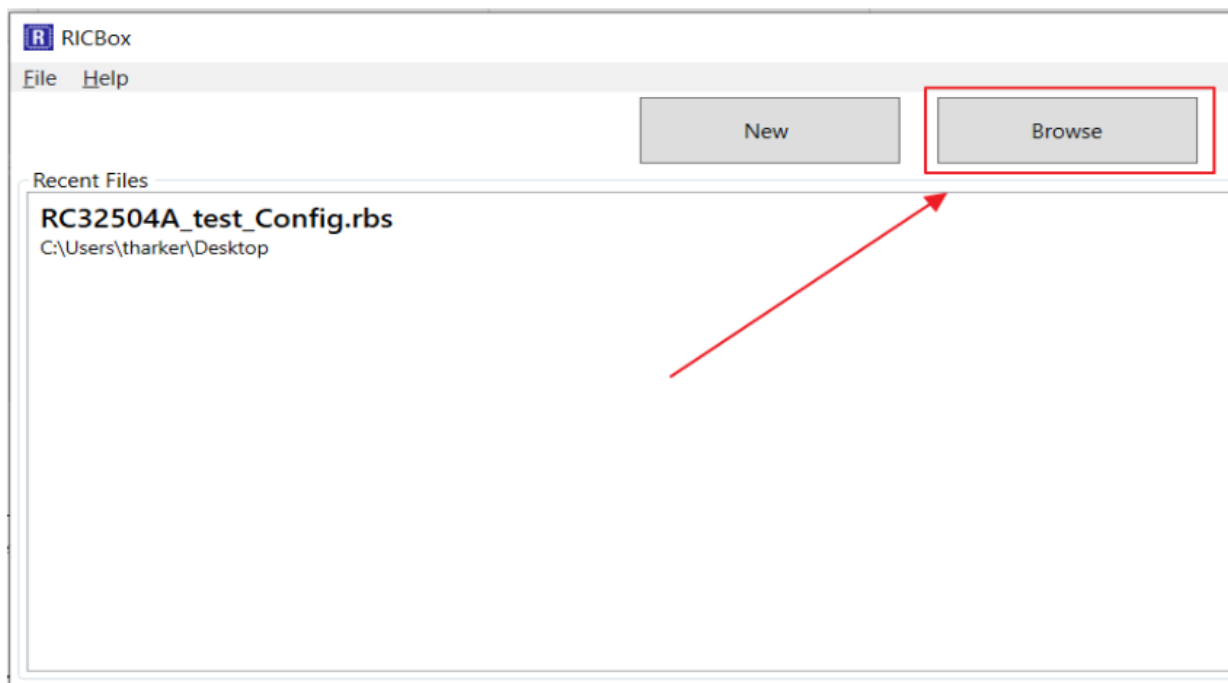 R RICBox
File Help
New Browse
Recent Files
RC32504A_test_Config.rbs
C:\Users\tharker\Desktop